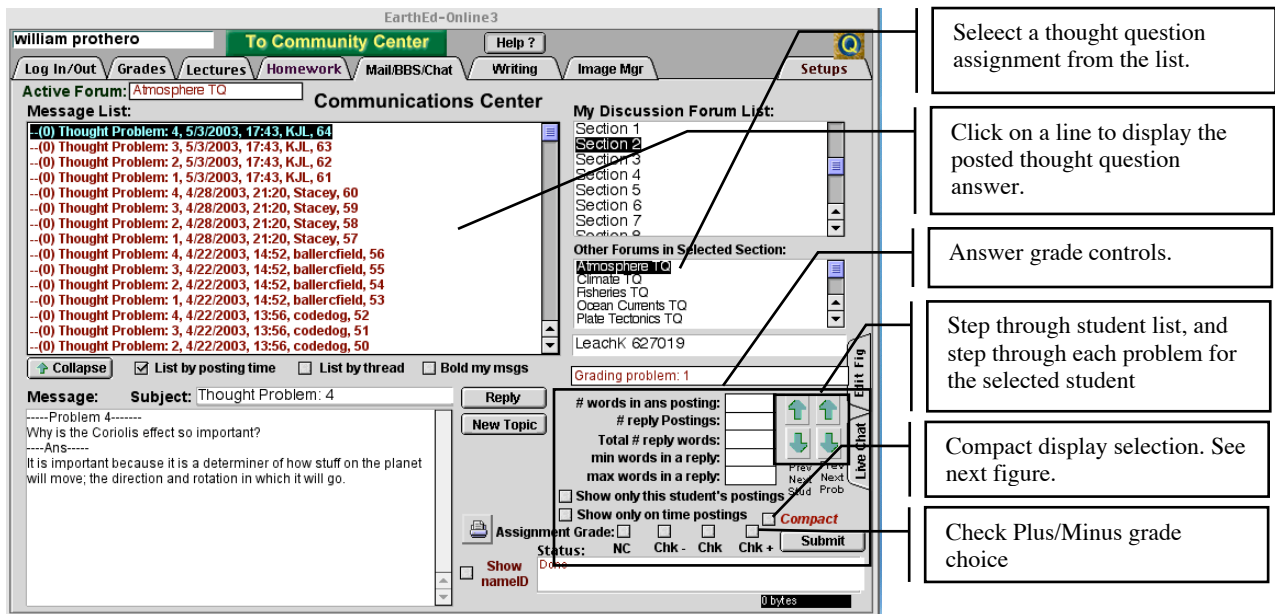 EarthEd-Online3
william prothero
To Community Center
Help ?
Log In/Out
Grades
Lectures
Homework
Mail/BBS/Chat
Writing
Image Mgr
Setups
Active Forum: Atmosphere TQ
Communications Center
Message List:
--(0) Thought Problem: 4, 5/3/2003, 17:43, KJL, 64
--(0) Thought Problem: 3, 5/3/2003, 17:43, KJL, 63
--(0) Thought Problem: 2, 5/3/2003, 17:43, KJL, 62
--(0) Thought Problem: 1, 5/3/2003, 17:43, KJL, 61
--(0) Thought Problem: 4, 4/28/2003, 21:20, Stacey, 60
--(0) Thought Problem: 3, 4/28/2003, 21:20, Stacey, 59
--(0) Thought Problem: 2, 4/28/2003, 21:20, Stacey, 58
--(0) Thought Problem: 1, 4/28/2003, 21:20, Stacey, 57
--(0) Thought Problem: 4, 4/22/2003, 14:52, ballercfield, 56
--(0) Thought Problem: 3, 4/22/2003, 14:52, ballercfield, 55
--(0) Thought Problem: 2, 4/22/2003, 14:52, ballercfield, 54
--(0) Thought Problem: 1, 4/22/2003, 14:52, ballercfield, 53
--(0) Thought Problem: 4, 4/22/2003, 13:56, codedog, 52
--(0) Thought Problem: 3, 4/22/2003, 13:56, codedog, 51
--(0) Thought Problem: 2, 4/22/2003, 13:56, codedog, 50
Collapse
List by posting time
List by thread
Bold my msgs
Message:
Subject: Thought Problem: 4
Reply
New Topic
-----Problem 4-------
Why is the Coriolis effect so important?
----Ans-----
It is important because it is a determiner of how stuff on the planet
will move; the direction and rotation in which it will go.
My Discussion Forum List:
Section 1
Section 2
Section 3
Section 4
Section 5
Section 6
Section 7
Section 8
Other Forums in Selected Section:
Atmosphere TQ
Climate TQ
Fisheries TQ
Ocean Currents TQ
Plate Tectonics TQ
LeachK 627019
Grading problem: 1
Edit Fig
Live Chat
# words in ans posting:
# reply Postings:
Total # reply words:
min words in a reply:
max words in a reply:
Prev
Next
Stud
Prev
Next
Prob
Show only this student's postings
Show only on time postings
Compact
Assignment Grade:
NC
Chk -
Chk
Chk +
Submit
Status:
Done
Show
nameID
0 bytes
Seleect a thought question
assignment from the list.
Click on a line to display the
posted thought question
answer.
Answer grade controls.
Step through student list, and
step through each problem for
the selected student
Compact display selection. See
next figure.
Check Plus/Minus grade
choice